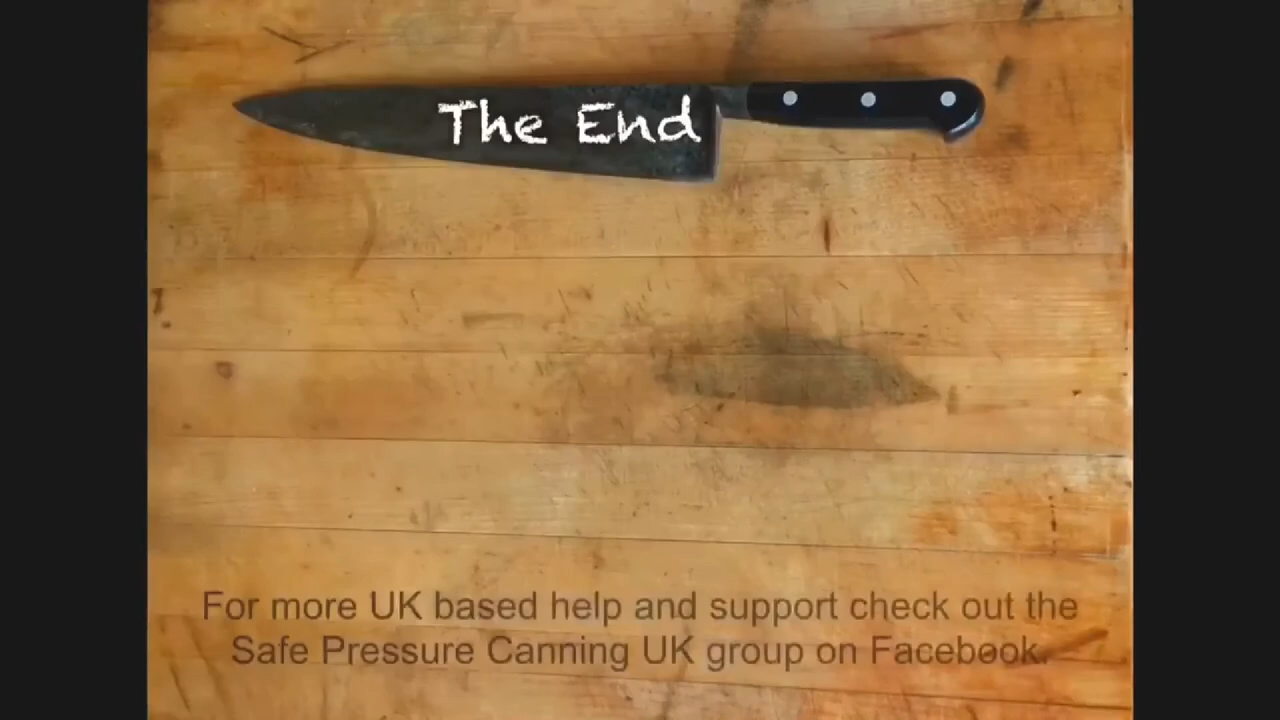 The End
For more UK based help and support check out the
Safe Pressure Canning UK group on Facebook.